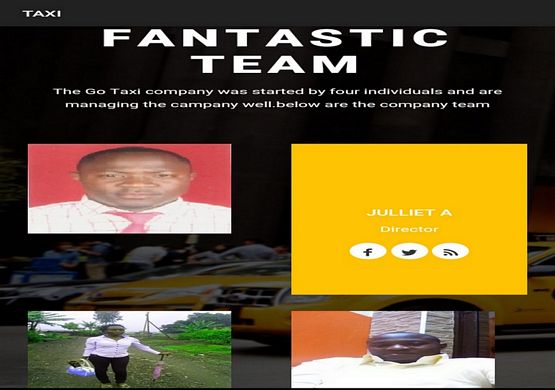 TAXI
FANTASTIC
TEAM
The Go Taxi company was started by four individuals and are
managing the campany well.below are the company team
JULLIET A
Director